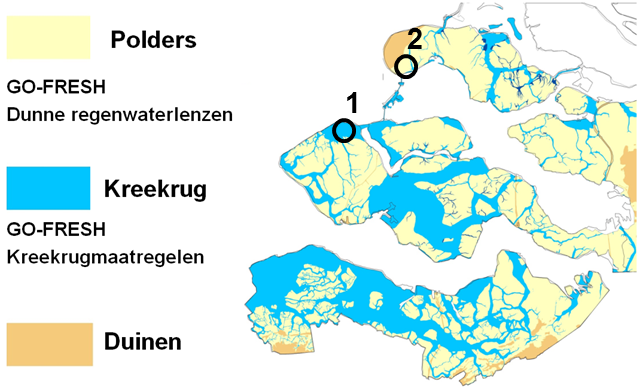 Polders
GO-FRESH
Dunne regenwaterlenzen
Kreekrug
GO-FRESH
Kreekrugmaatregelen
Duinen
2
1